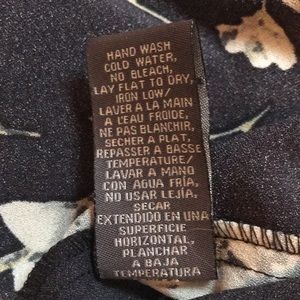 HAND WASH
COLD WATER,
NO BLEACH,
LAY FLAT TO DRY,
IRON LOW/
LAVER A LA MAIN
A L'EAU FROIDE,
NE PAS BLANCHIR,
SECHER A PLAT,
REPASSER A BASSE
TEMPERATURE/
LAVAR A MANO
CON AGUA FRÍA,
NO USAR LEJÍA,
SECAR
EXTENDIDO EN UNA
SUPERFICIE
HORIZONTAL,
PLANCHAR
A BAJA
TEMPERATURA